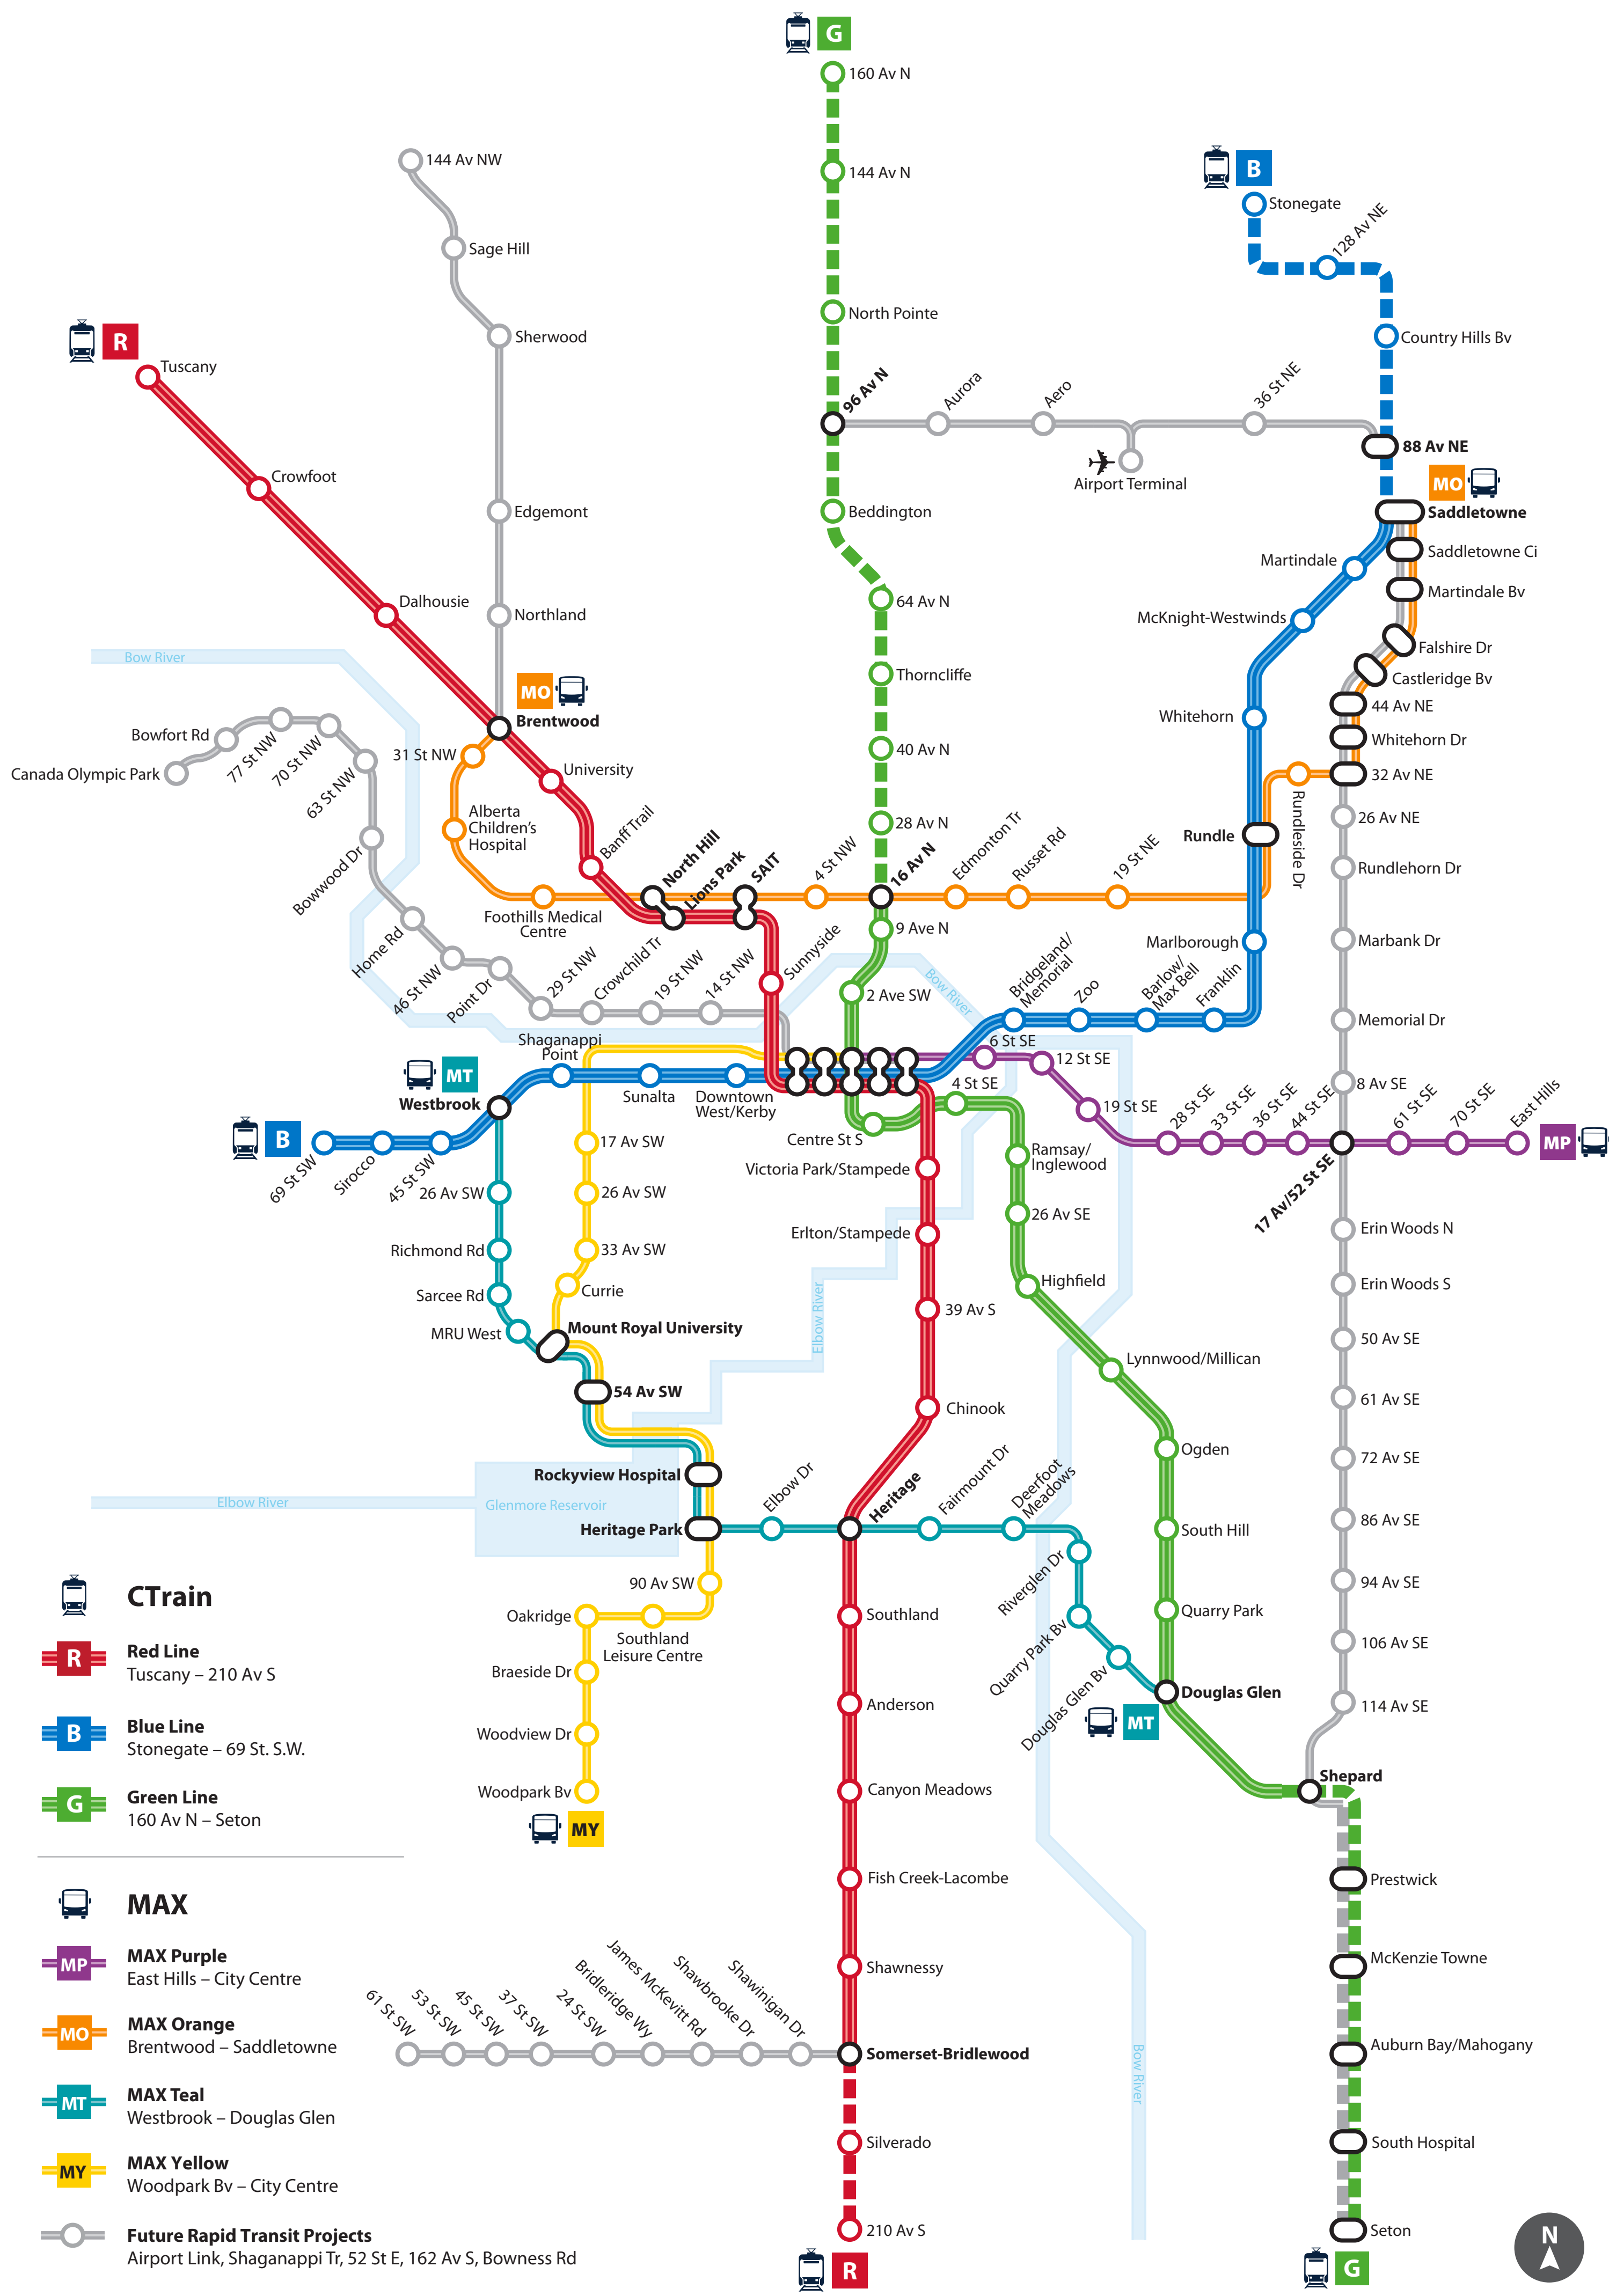 G
160 Av N
144 Av N
North Pointe
96 Av N
Beddington
64 Av N
Thorncliffe
40 Av N
28 Av N
16 Av N
9 Ave N
2 Ave SW
B
Stonegate
128 Av NE
Country Hills Bv
88 Av NE
MO
Saddletowne
Saddletowne Ci
Martindale Bv
Falshire Dr
Castleridge Bv
44 Av NE
Whitehorn Dr
32 Av NE
26 Av NE
Rundlehorn Dr
Marbank Dr
Memorial Dr
8 Av SE
Martindale
McKnight-Westwinds
Whitehorn
Rundle
Rundleside Dr
Marlborough
Franklin
Barlow/
Max Bell
Zoo
Bridgeland/
Memorial
Aurora
Aero
Airport Terminal
36 St NE
144 Av NW
Sage Hill
Sherwood
Edgemont
Northland
R
Tuscany
Crowfoot
Dalhousie
MO
Brentwood
University
Banff Trail
North Hill
Lions Park
SAIT
Sunnyside
31 St NW
Alberta
Children's
Hospital
Foothills Medical
Centre
4 St NW
Edmonton Tr
Russet Rd
19 St NE
Bow River
Bowfort Rd
Canada Olympic Park
77 St NW
70 St NW
63 St NW
Bowwood Dr
Home Rd
46 St NW
Point Dr
29 St NW
Crowchild Tr
19 St NW
14 St NW
Bow River
Shaganappi
Point
MT
Westbrook
Sunalta
Downtown
West/Kerby
B
69 St SW
Sirocco
45 St SW
6 St SE
12 St SE
19 St SE
28 St SE
33 St SE
36 St SE
44 St SE
17 Av/52 St SE
61 St SE
70 St SE
East Hills
MP
4 St SE
Centre St S
Ramsay/
Inglewood
26 Av SE
Highfield
Lynnwood/Millican
Ogden
South Hill
Quarry Park
Douglas Glen
Victoria Park/Stampede
Erlton/Stampede
39 Av S
Chinook
Heritage
Southland
Anderson
Canyon Meadows
Fish Creek-Lacombe
Shawnessy
Somerset-Bridlewood
Silverado
210 Av S
R
26 Av SW
Richmond Rd
Sarcee Rd
MRU West
17 Av SW
26 Av SW
33 Av SW
Currie
Mount Royal University
54 Av SW
Rockyview Hospital
Heritage Park
Elbow River
Elbow River
Glenmore Reservoir
Elbow Dr
Fairmount Dr
Deerfoot
Meadows
Riverglen Dr
Quarry Park Bv
Douglas Glen Bv
MT
90 Av SW
Southland
Leisure Centre
Oakridge
Braeside Dr
Woodview Dr
Woodpark Bv
MY
Erin Woods N
Erin Woods S
50 Av SE
61 Av SE
72 Av SE
86 Av SE
94 Av SE
106 Av SE
114 Av SE
Shepard
Prestwick
McKenzie Towne
Auburn Bay/Mahogany
South Hospital
Seton
G
Bow River
61 St SW
53 St SW
45 St SW
37 St SW
24 St SW
Bridleridge Wy
James McKevitt Rd
Shawbrooke Dr
Shawinigan Dr
CTrain
R
Red Line
Tuscany – 210 Av S
B
Blue Line
Stonegate – 69 St. S.W.
G
Green Line
160 Av N – Seton
MAX
MP
MAX Purple
East Hills – City Centre
MO
MAX Orange
Brentwood – Saddletowne
MT
MAX Teal
Westbrook – Douglas Glen
MY
MAX Yellow
Woodpark Bv – City Centre
Future Rapid Transit Projects
Airport Link, Shaganappi Tr, 52 St E, 162 Av S, Bowness Rd
N